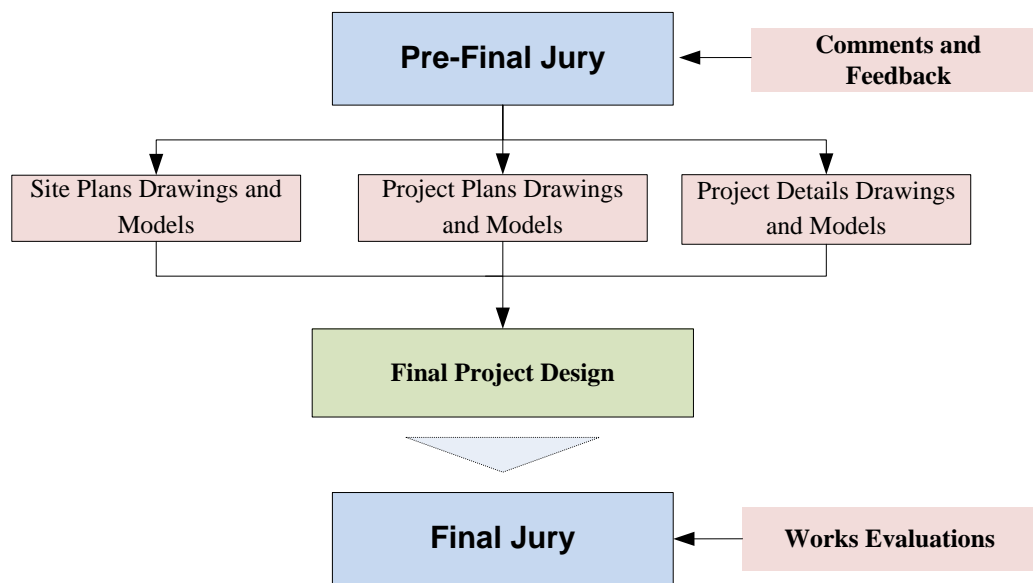 Pre-Final Jury
Comments and
Feedback
Site Plans Drawings and
Models
Project Plans Drawings
and Models
Project Details Drawings
and Models
Final Project Design
Final Jury
Works Evaluations